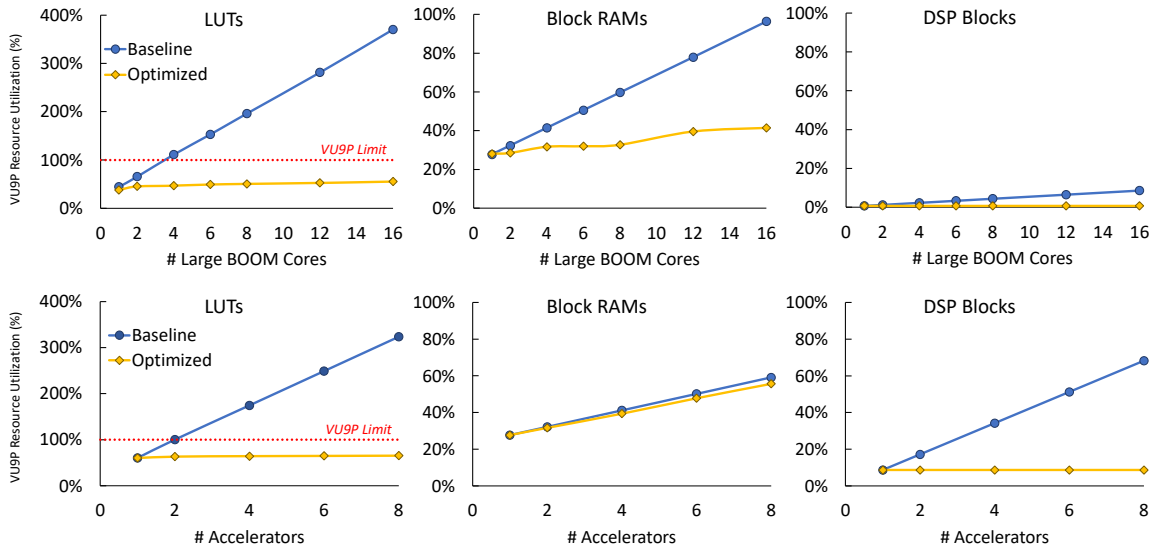 LUTs
VU9P Resource Utilization (%)
400%
300%
200%
100%
0%
Baseline
Optimized
VU9P Limit
0 2 4 6 8 10 12 14 16
# Large BOOM Cores
Block RAMs
100%
80%
60%
40%
20%
0%
0 2 4 6 8 10 12 14 16
# Large BOOM Cores
DSP Blocks
100%
80%
60%
40%
20%
0%
0 2 4 6 8 10 12 14 16
# Large BOOM Cores
LUTs
VU9P Resource Utilization (%)
400%
300%
200%
100%
0%
Baseline
Optimized
VU9P Limit
0 2 4 6 8
# Accelerators
Block RAMs
100%
80%
60%
40%
20%
0%
0 2 4 6 8
# Accelerators
DSP Blocks
100%
80%
60%
40%
20%
0%
0 2 4 6 8
# Accelerators